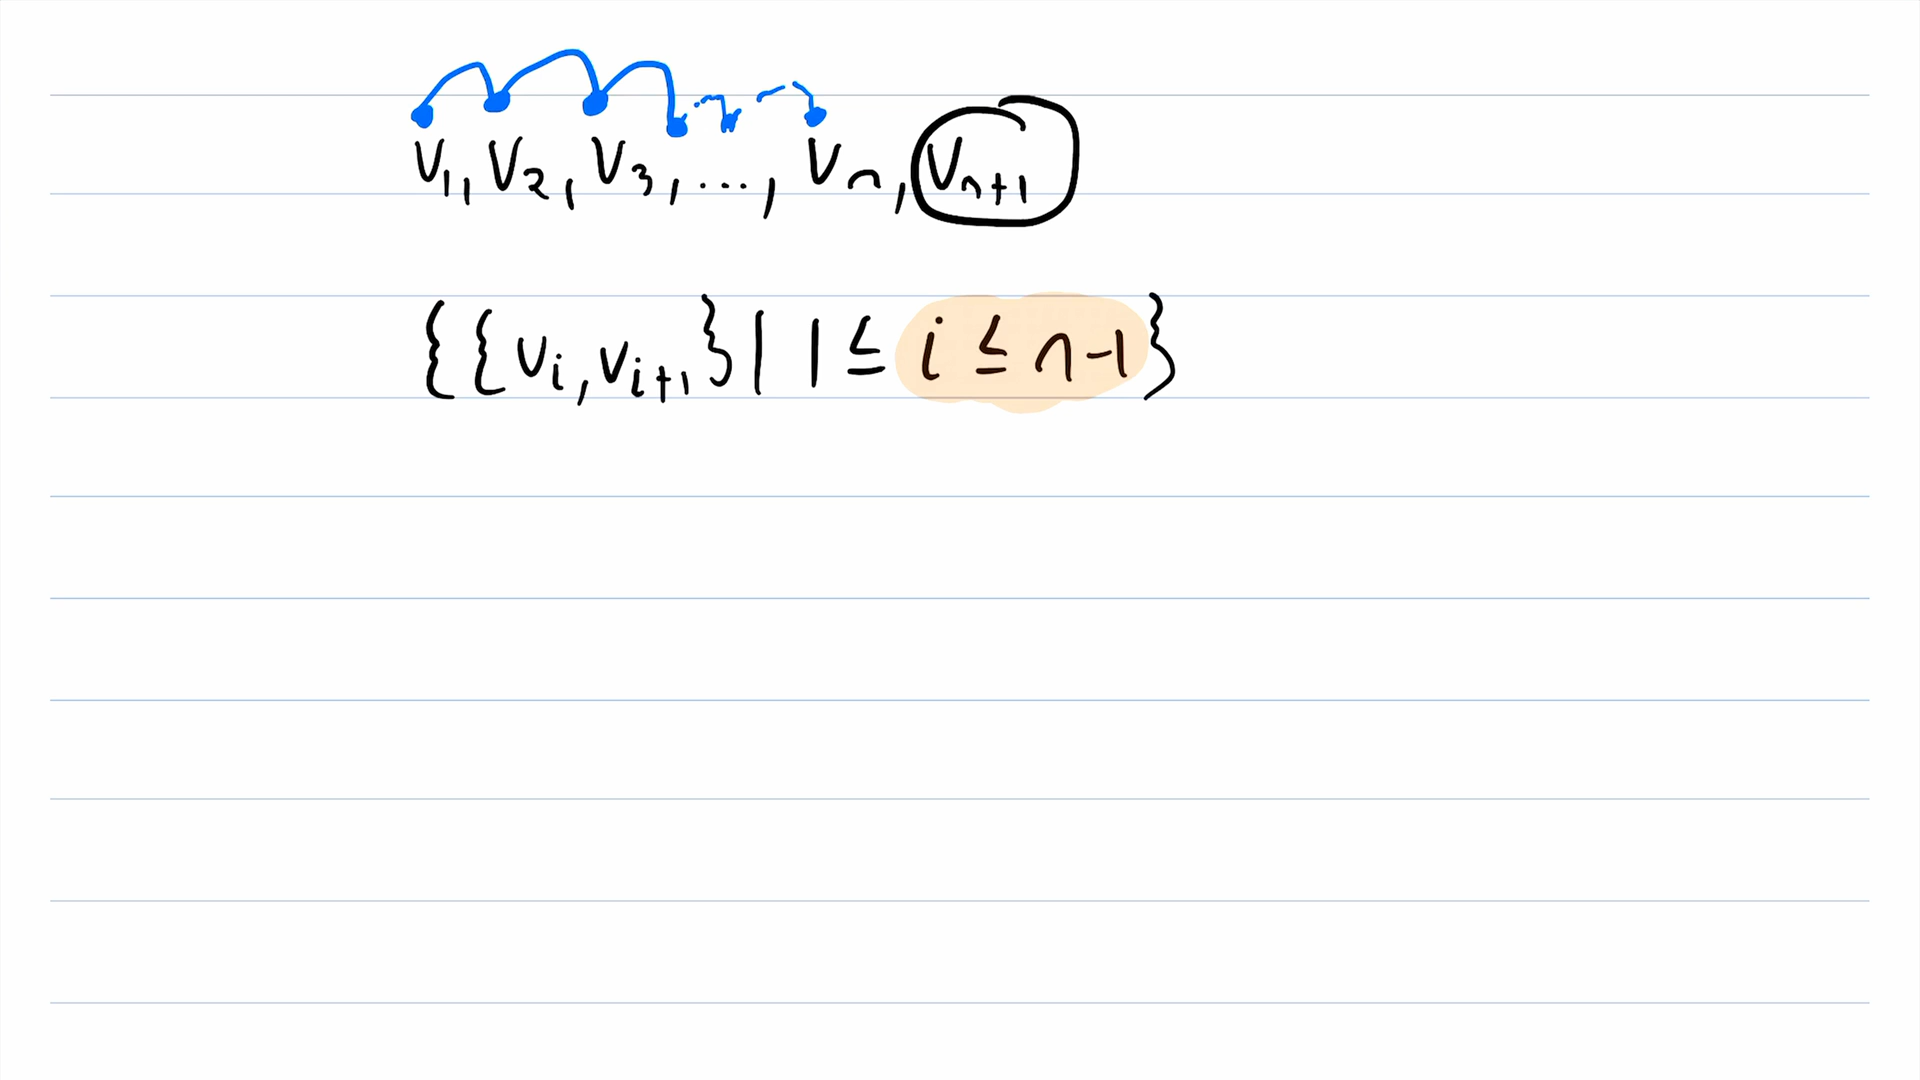 V₁, V₂, V₃, ..., Vₙ, Vₙ₊₁
{{Vᵢ, Vᵢ₊₁}| 1 ≤ i ≤ n-1}